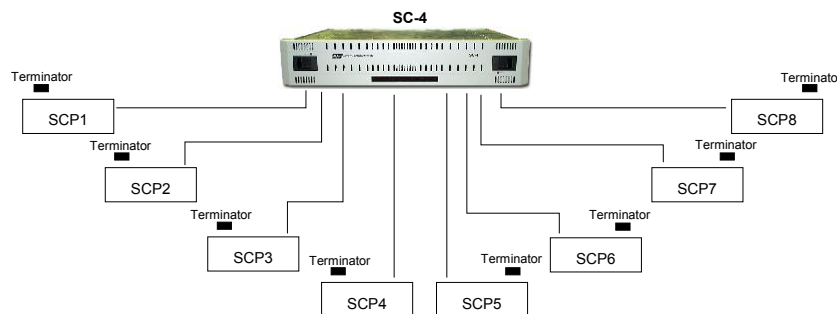 SC-4
Terminator
Terminato
SCP1
SCP8
Terminator
Terminator
SCP2
SCP7
Terminator
Terminator
SCP3
SCP6
Terminator
Terminator
SCP4
SCP5